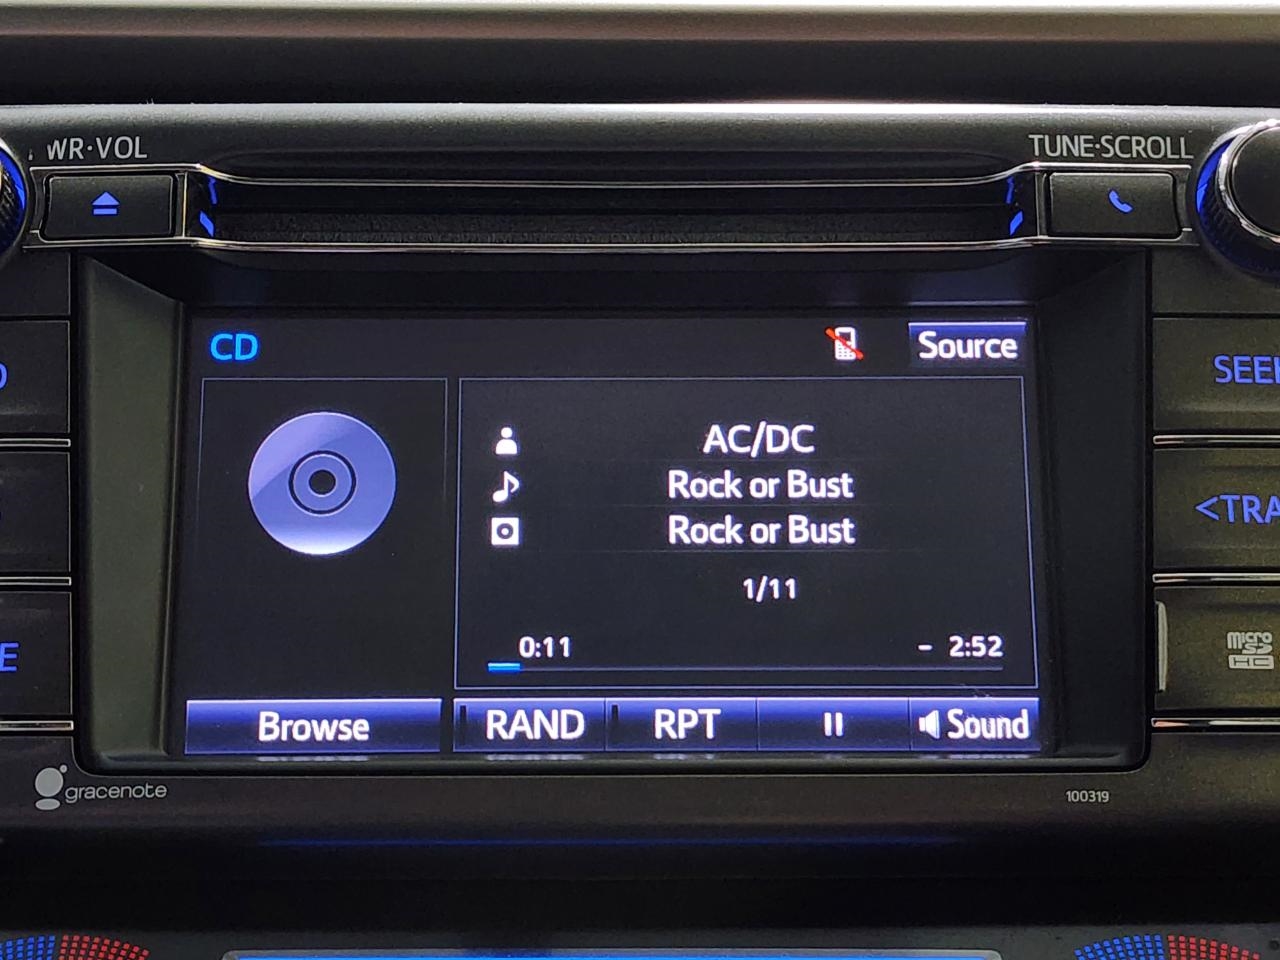 WR·VOL
TUNE·SCROLL
CD
Source
SEEK
AC/DC
Rock or Bust
Rock or Bust
<TRA
1/11
0:11
- 2:52
micro
SD
HC
E
Browse
RAND
RPT
Sound
gracenote
100319